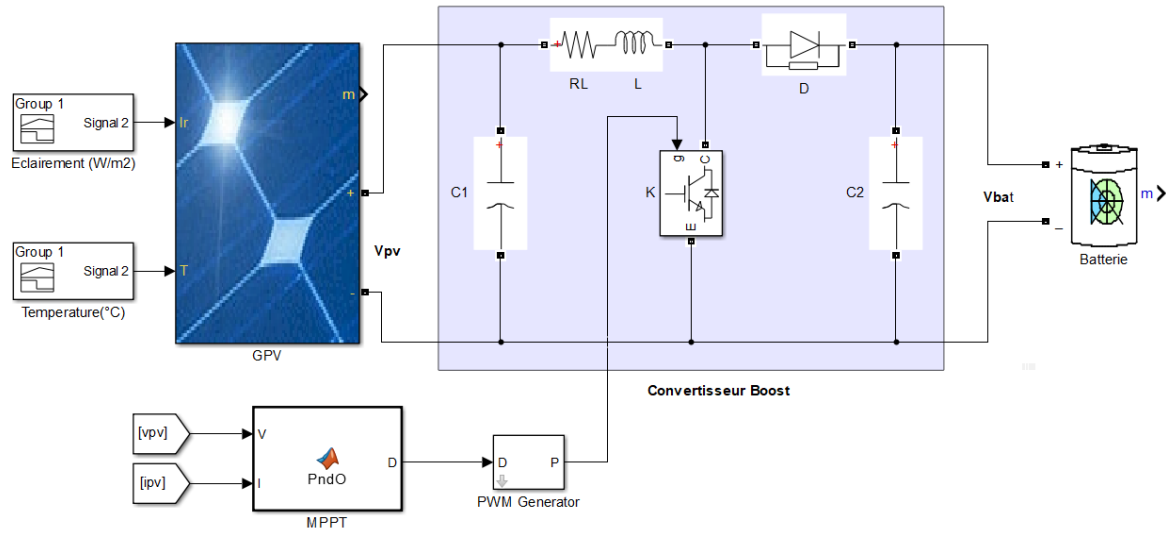 RL
L
D
Group 1
Signal 2
Eclairement (W/m2)
Ir
m
+
C1
g
C
K
E
C2
+
Vbat
m
_
Batterie
+
Vpv
Group 1
Signal 2
Temperature(°C)
T
-
GPV
+
+
Convertisseur Boost
[vpv]
V
[ipv]
I
PndO
D
MPPT
D
P
PWM Generator